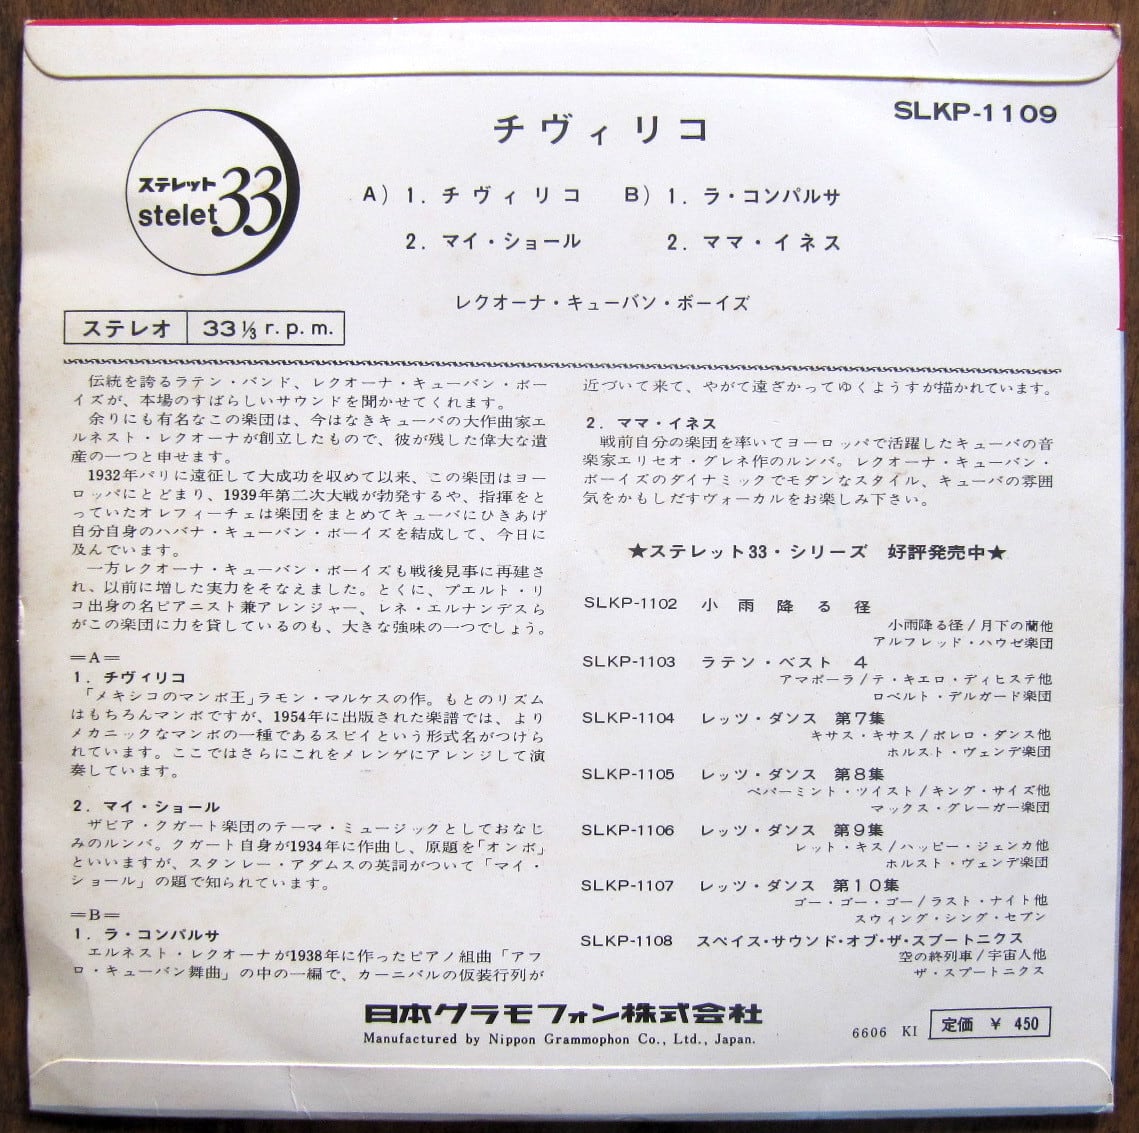 SLKP-1109
チヴィリコ
ステレット
stelet 33
A) 1. チヴィリコ
2. マイ・ショール
B) 1. ラ・コンパルサ
2. ママ・イネス
レクオーナ・キューバン・ボーイズ
ステレオ 33⅓ r.p.m.
伝統を誇るラテン・バンド、レクオーナ・キューバン・ボー
イズが、本場のすばらしいサウンドを聞かせてくれます。
余りにも有名なこの楽団は、今はなきキューバの大作曲家エ
ルネスト・レクオーナが創立したもので、彼が残した偉大な遺
産の一つと申せます。
1932年パリに遠征して大成功を収めて以来、この楽団はヨー
ロッパにとどまり、1939年第二次大戦が勃発するや、指揮をと
っていたオレフィーチェは楽団をまとめてキューバにひきあげ
自分自身のハバナ・キューバン・ボーイズを結成して、今日に
及んでいます。
一方レクオーナ・キューバン・ボーイズも戦後見事に再建さ
れ、以前に増した実力をそなえました。とくに、プエルト・リ
コ出身の名ピアニスト兼アレンジャー、レネ・エルナンデスら
がこの楽団に力を貸しているのも、大きな強味の一つでしょう。
＝A＝
1. チヴィリコ
「メキシコのマンボ王」ラモン・マルケスの作。もとのリズム
はもちろんマンボですが、1954年に出版された楽譜では、より
メカニックなマンボの一種であるスビイという形式名がつけら
れています。ここではさらにこれをメレンゲにアレンジして演
奏しています。
2. マイ・ショール
ザビア・クガート楽団のテーマ・ミュージックとしておなじ
みのルンバ。クガート自身が1934年に作曲し、原題を「オンボ」
といいますが、スタンレー・アダムスの英詞がついて「マイ・
ショール」の題で知られています。
＝B＝
1. ラ・コンパルサ
エルネスト・レクオーナが1938年に作ったピアノ組曲「アフ
ロ・キューバン舞曲」の中の一編で、カーニバルの仮装行列が
近づいて来て、やがて遠ざかってゆくようすが描かれています。
2. ママ・イネス
戦前自分の楽団を率いてヨーロッパで活躍したキューバの音
楽家エリセオ・グレネ作のルンバ。レクオーナ・キューバン・
ボーイズのダイナミックでモダンなスタイル、キューバの雰囲
気をかもしだすヴォーカルをお楽しみ下さい。
★ステレット33・シリーズ 好評発売中★
SLKP-1102 小雨降る径
小雨降る径/月下の蘭他
アルフレッド・ハウゼ楽団
SLKP-1103 ラテン・ベスト 4
アマポーラ/テ・キエロ・ディヒステ他
ロベルト・デルガード楽団
SLKP-1104 レッツ・ダンス 第7集
キサス・キサス/ボレロ・ダンス他
ホルスト・ヴェンデ楽団
SLKP-1105 レッツ・ダンス 第8集
ペパーミント・ツイスト/キング・サイズ他
マックス・グレーガー楽団
SLKP-1106 レッツ・ダンス 第9集
レット・キス/ハッピー・ジェンカ他
ホルスト・ヴェンデ楽団
SLKP-1107 レッツ・ダンス 第10集
ゴー・ゴー・ゴー/ラスト・ナイト他
スウィング・シング・セブン
SLKP-1108 スペイス・サウンド・オブ・ザ・スプートニクス
空の終列車/宇宙人他
ザ・スプートニクス
日本グラモフォン株式会社
Manufactured by Nippon Grammophon Co., Ltd., Japan.
6606 KI
定価 ¥ 450